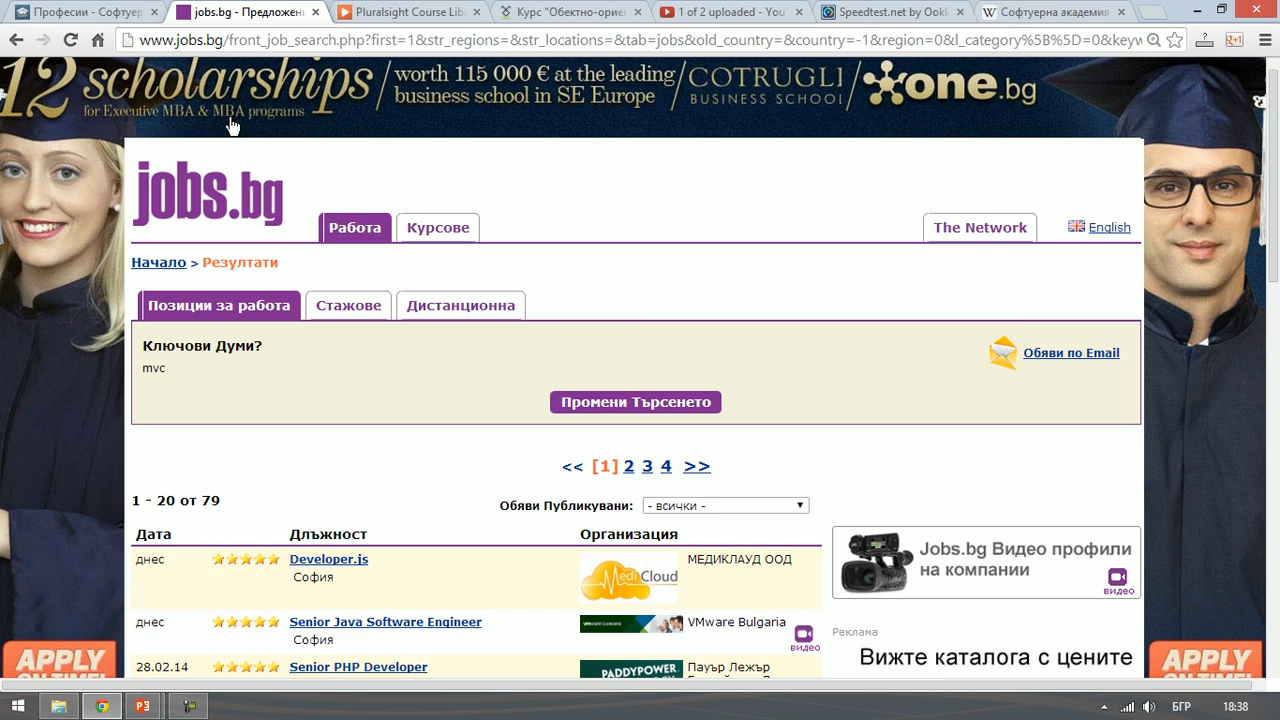 Професии - Софтуер
jobs.bg - Предложени
Pluralsight Course Lib
Курс "Обектно-ориен
1 of 2 uploaded - You
Speedtest.net by Ookl
Софтуерна академия
www.jobs.bg/front_job_search.php?first=1&str_regions=&str_locations=&tab=jobs&old_country=&country=-1&region=0&l_category%5B%5D=0&keyw
12 scholarships
for Executive MBA & MBA programs
worth 115 000 € at the leading
business school in SE Europe
COTRUGLI
BUSINESS SCHOOL
one.bg
jobs.bg
Работа
Курсове
The Network
English
Начало > Резултати
Позиции за работа
Стажове
Дистанционна
Ключови Думи?
mvc
Обяви по Email
Промени Търсенето
<< [1] 2 3 4 >>
1 - 20 от 79
Обяви Публикувани: - всички -
Дата Длъжност Организация
днес Developer.js MediCloud МЕДИКЛАУД ООД
София
днес Senior Java Software Engineer VMware Bulgaria
София
видео
28.02.14 Senior PHP Developer PADDYPOWER Пауър Лежър
Jobs.bg Видео профили
на компании
видео
Реклама
Вижте каталога с цените
APPLY
ON TIME!
APPLY
ON TIME!
БГР
18:38